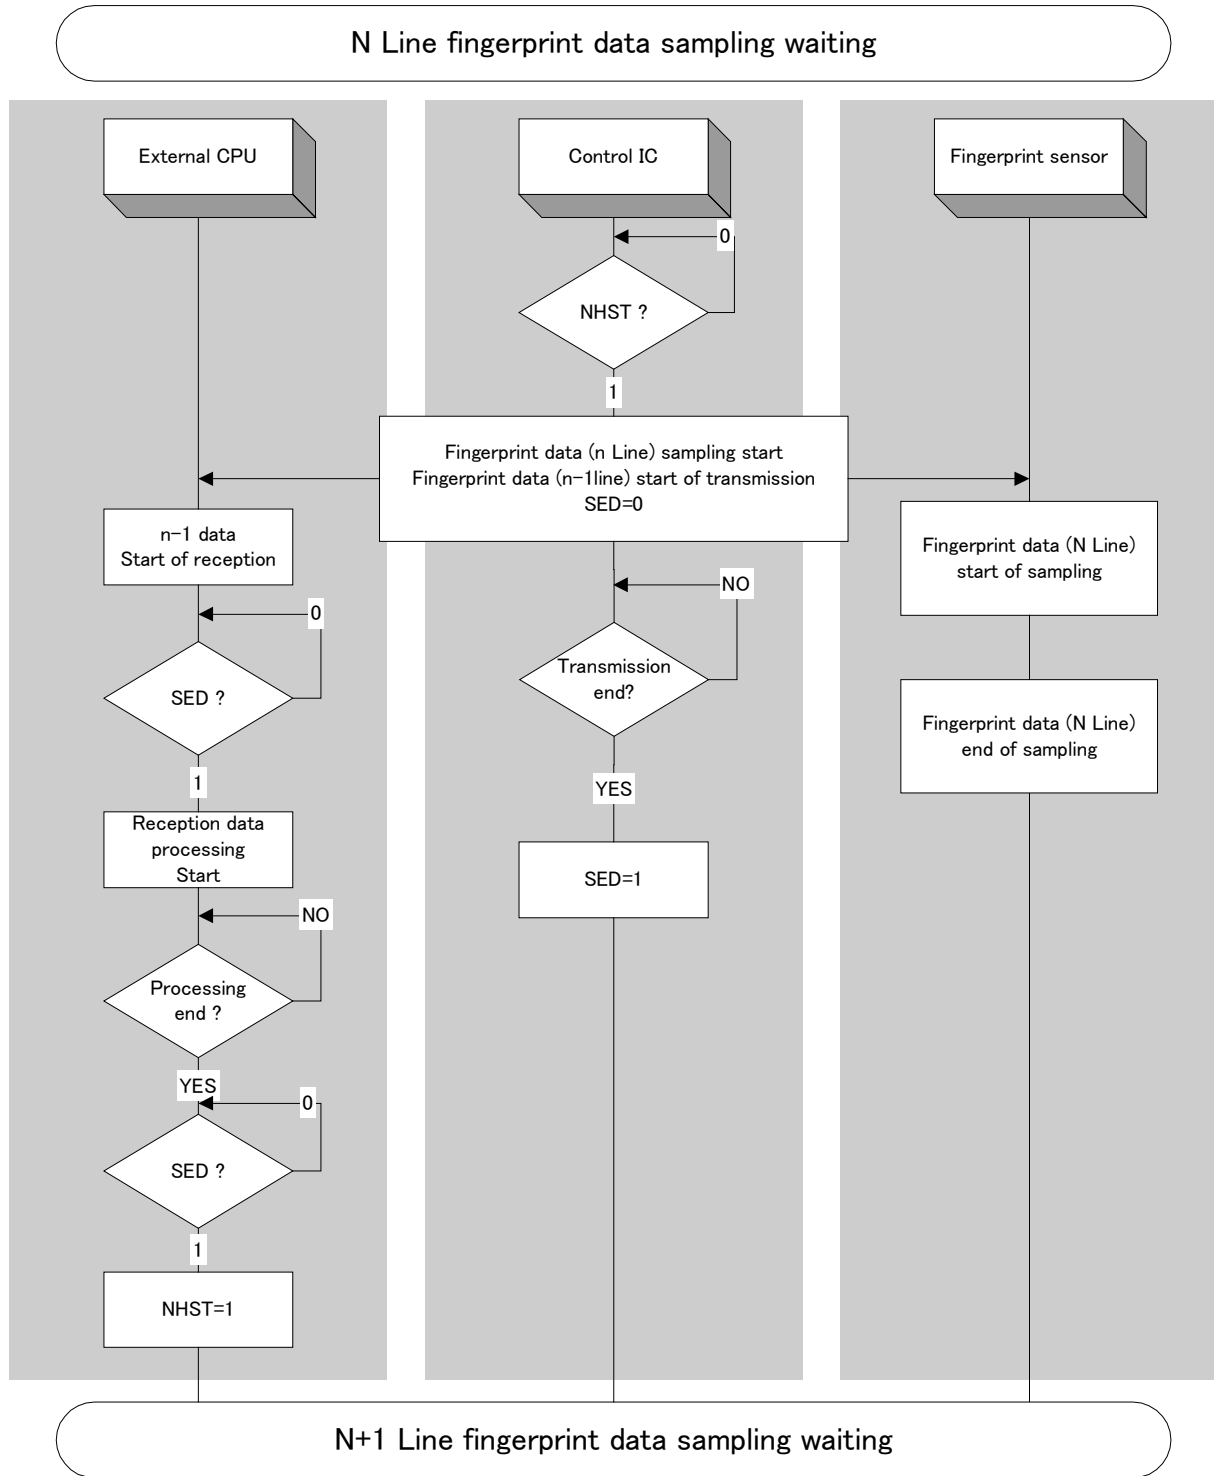 N Line fingerprint data sampling waiting
External CPU
Control IC
Fingerprint sensor
0
NHST ?
1
Fingerprint data (n Line) sampling start
Fingerprint data (n-1line) start of transmission
SED=0
n-1 data
Start of reception
0
SED ?
1
Reception data
processing
Start
NO
Processing
end ?
YES
0
SED ?
1
NHST=1
NO
Transmission
end?
YES
SED=1
Fingerprint data (N Line)
start of sampling
Fingerprint data (N Line)
end of sampling
N+1 Line fingerprint data sampling waiting